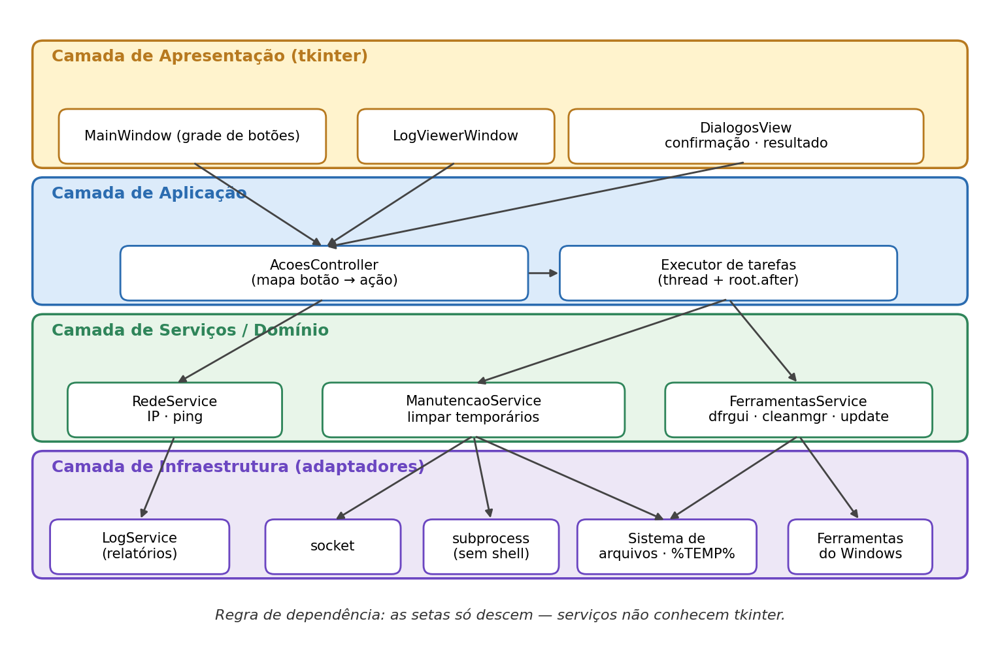 Camada de Apresentação (tkinter)
MainWindow (grade de botões)
LogViewerWindow
DialogosView
confirmação · resultado
Camada de Aplicação
AcoesController
(mapa botão → ação)
Executor de tarefas
(thread + root.after)
Camada de Serviços / Domínio
RedeService
IP · ping
ManutencaoService
limpar temporários
FerramentasService
dfrgui · cleanmgr · update
Camada de Infraestrutura (adaptadores)
LogService
(relatórios)
socket
subprocess
(sem shell)
Sistema de
arquivos · %TEMP%
Ferramentas
do Windows
Regra de dependência: as setas só descem — serviços não conhecem tkinter.